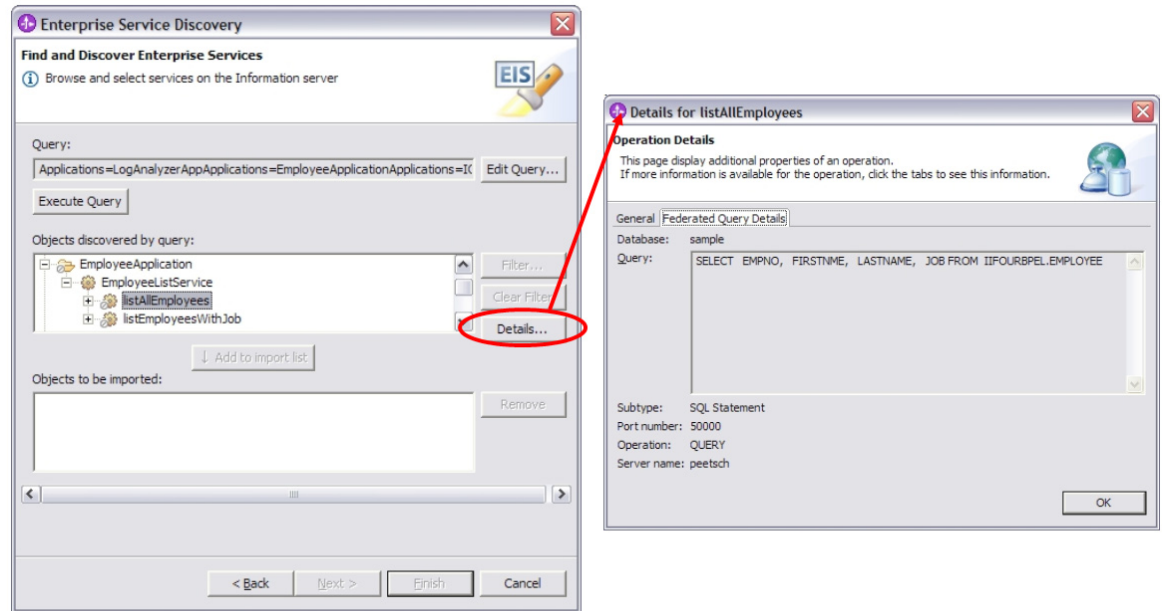 Enterprise Service Discovery
Find and Discover Enterprise Services
Browse and select services on the Information server
EIS
Query:
Applications=LogAnalyzerAppApplications=EmployeeApplicationApplications=IC
Edit Query...
Execute Query
Objects discovered by query:
EmployeeApplication
EmployeeListService
listAllEmployees
listEmployeesWithJob
Filter...
Clear Filter
Details...
↓ Add to import list
Objects to be imported:
Remove
< Back
Next >
Finish
Cancel
Details for listAllEmployees
Operation Details
This page display additional properties of an operation.
If more information is available for the operation, click the tabs to see this information.
General Federated Query Details
Database: sample
Query: SELECT EMPNO, FIRSTNME, LASTNAME, JOB FROM IIFOURBPEL.EMPLOYEE
Subtype: SQL Statement
Port number: 50000
Operation: QUERY
Server name: peetsch
OK